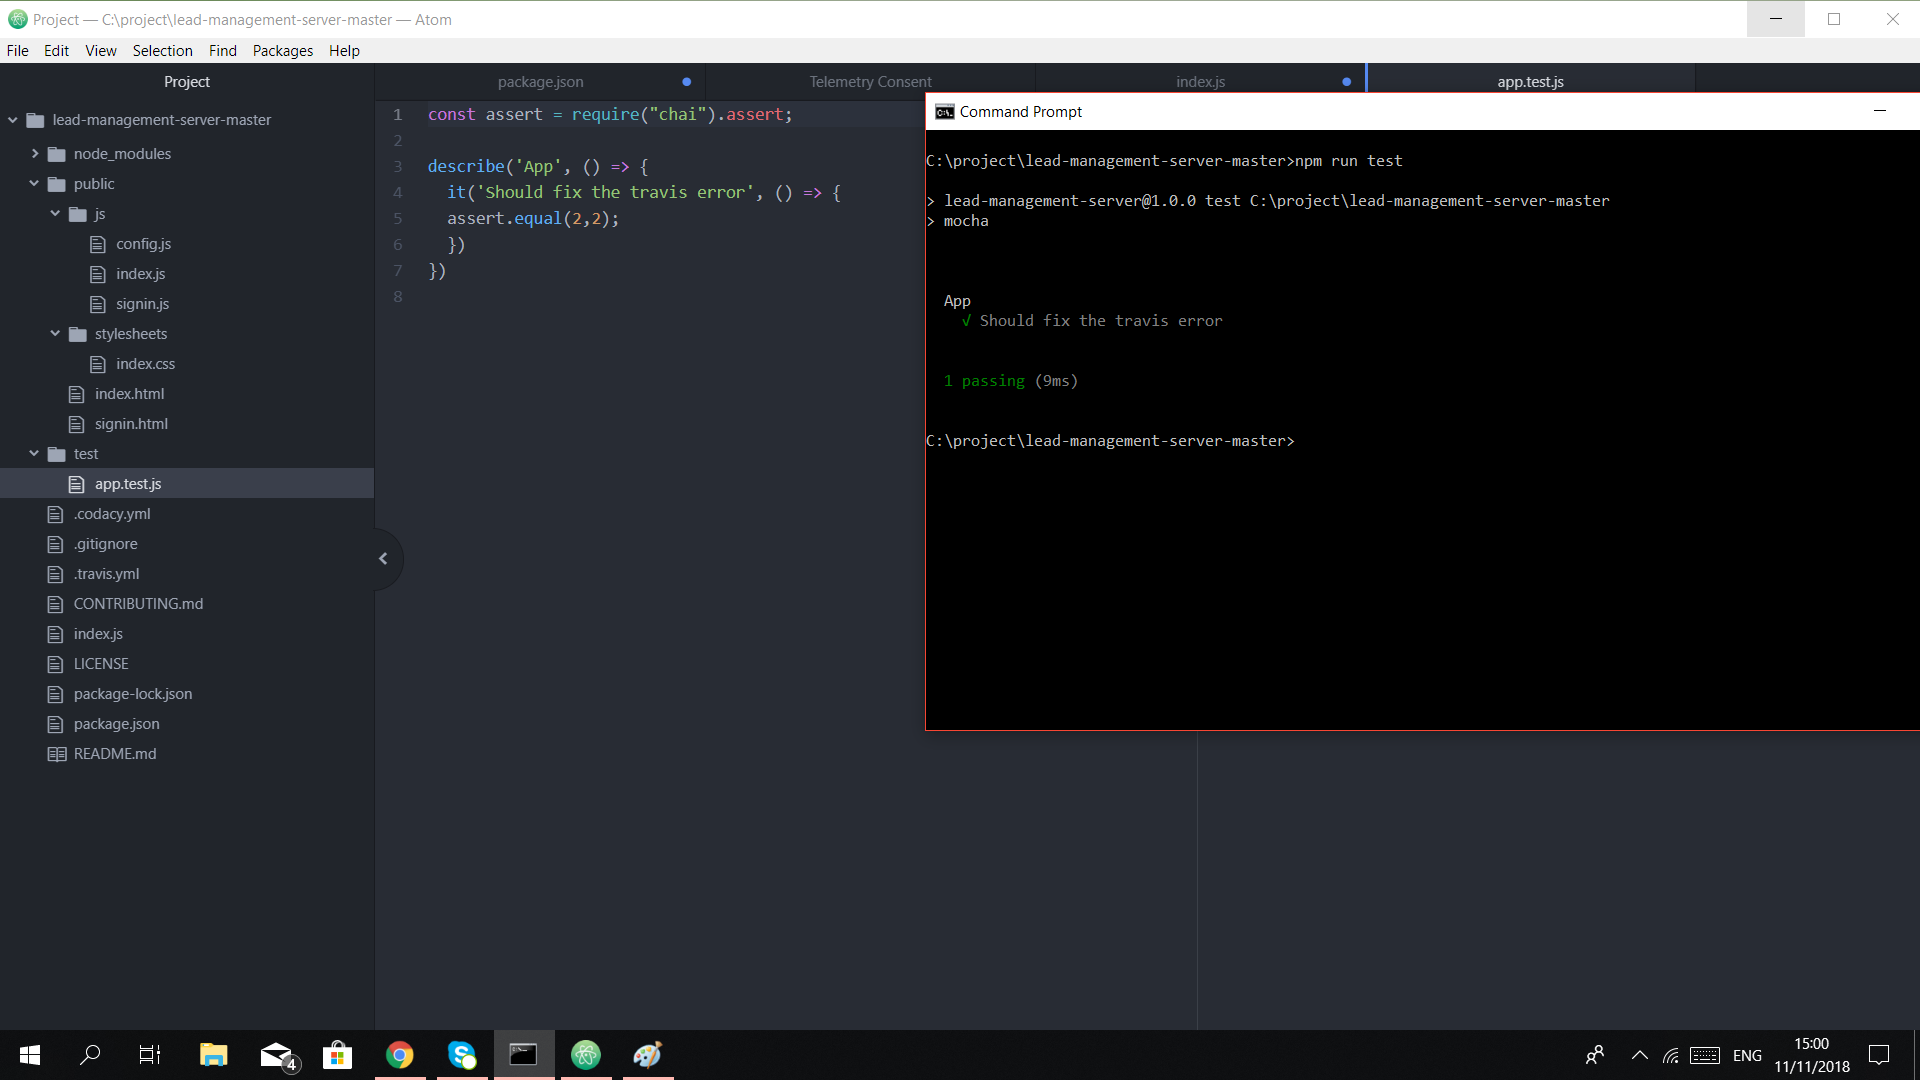 Project — C:\project\lead-management-server-master — Atom
File Edit View Selection Find Packages Help
Project
package.json
Telemetry Consent
index.js
app.test.js
lead-management-server-master
node_modules
public
js
config.js
index.js
signin.js
stylesheets
index.css
index.html
signin.html
test
app.test.js
.codacy.yml
.gitignore
.travis.yml
CONTRIBUTING.md
index.js
LICENSE
package-lock.json
package.json
README.md
1 const assert = require("chai").assert;
2
3 describe('App', () => {
4 it('Should fix the travis error', () => {
5 assert.equal(2,2);
6 })
7 })
8
Command Prompt
C:\project\lead-management-server-master>npm run test
> lead-management-server@1.0.0 test C:\project\lead-management-server-master
> mocha
App
√ Should fix the travis error
1 passing (9ms)
C:\project\lead-management-server-master>
4
ENG
15:00
11/11/2018